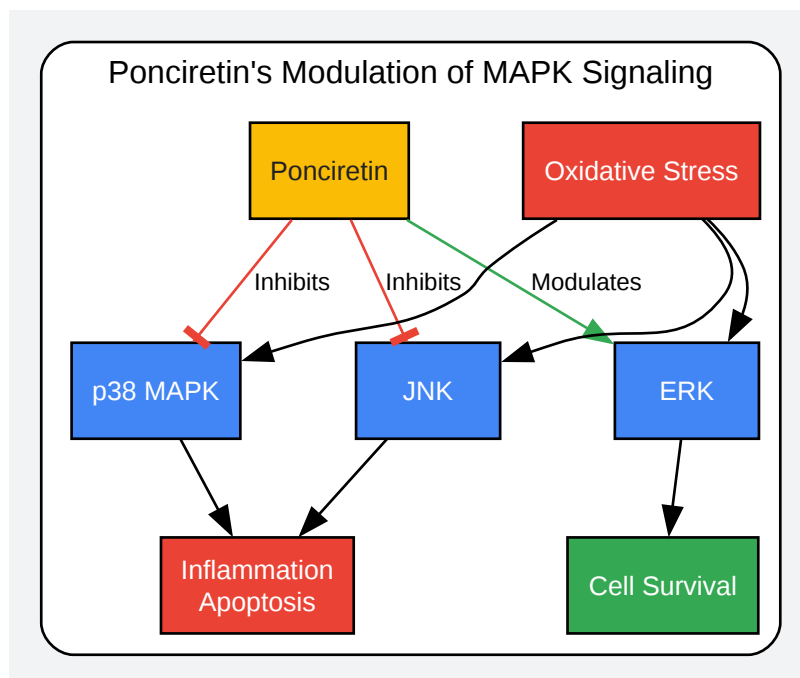 Ponciretin's Modulation of MAPK Signaling
Ponciretin
Oxidative Stress
Inhibits
Inhibits
Modulates
p38 MAPK
JNK
ERK
Inflammation
Apoptosis
Cell Survival